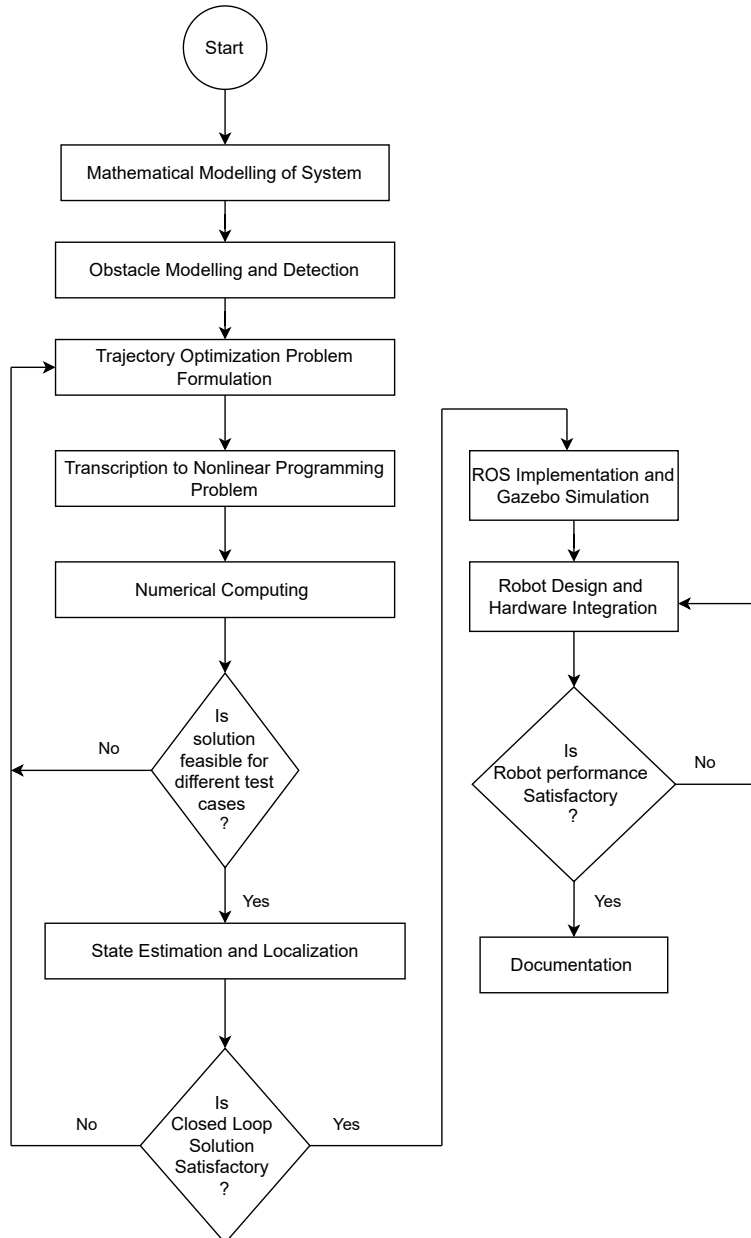 Start
Mathematical Modelling of System
Obstacle Modelling and Detection
Trajectory Optimization Problem
Formulation
Transcription to Nonlinear Programming
Problem
Numerical Computing
Is
solution
feasible for
different test
cases
?
No
Yes
State Estimation and Localization
Is
Closed Loop
Solution
Satisfactory
?
No
Yes
ROS Implementation and
Gazebo Simulation
Robot Design and
Hardware Integration
Is
Robot performance
Satisfactory
?
No
Yes
Documentation